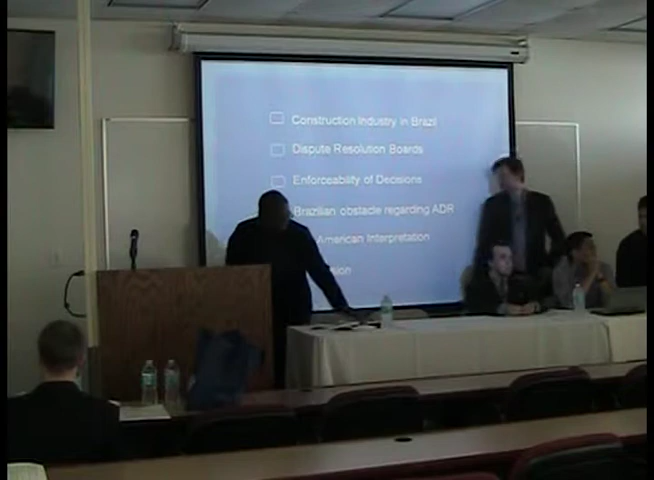 Construction Industry in Brazil
Dispute Resolution Boards
Enforceability of Decisions
Brazilian obstacle regarding ADR
American Interpretation